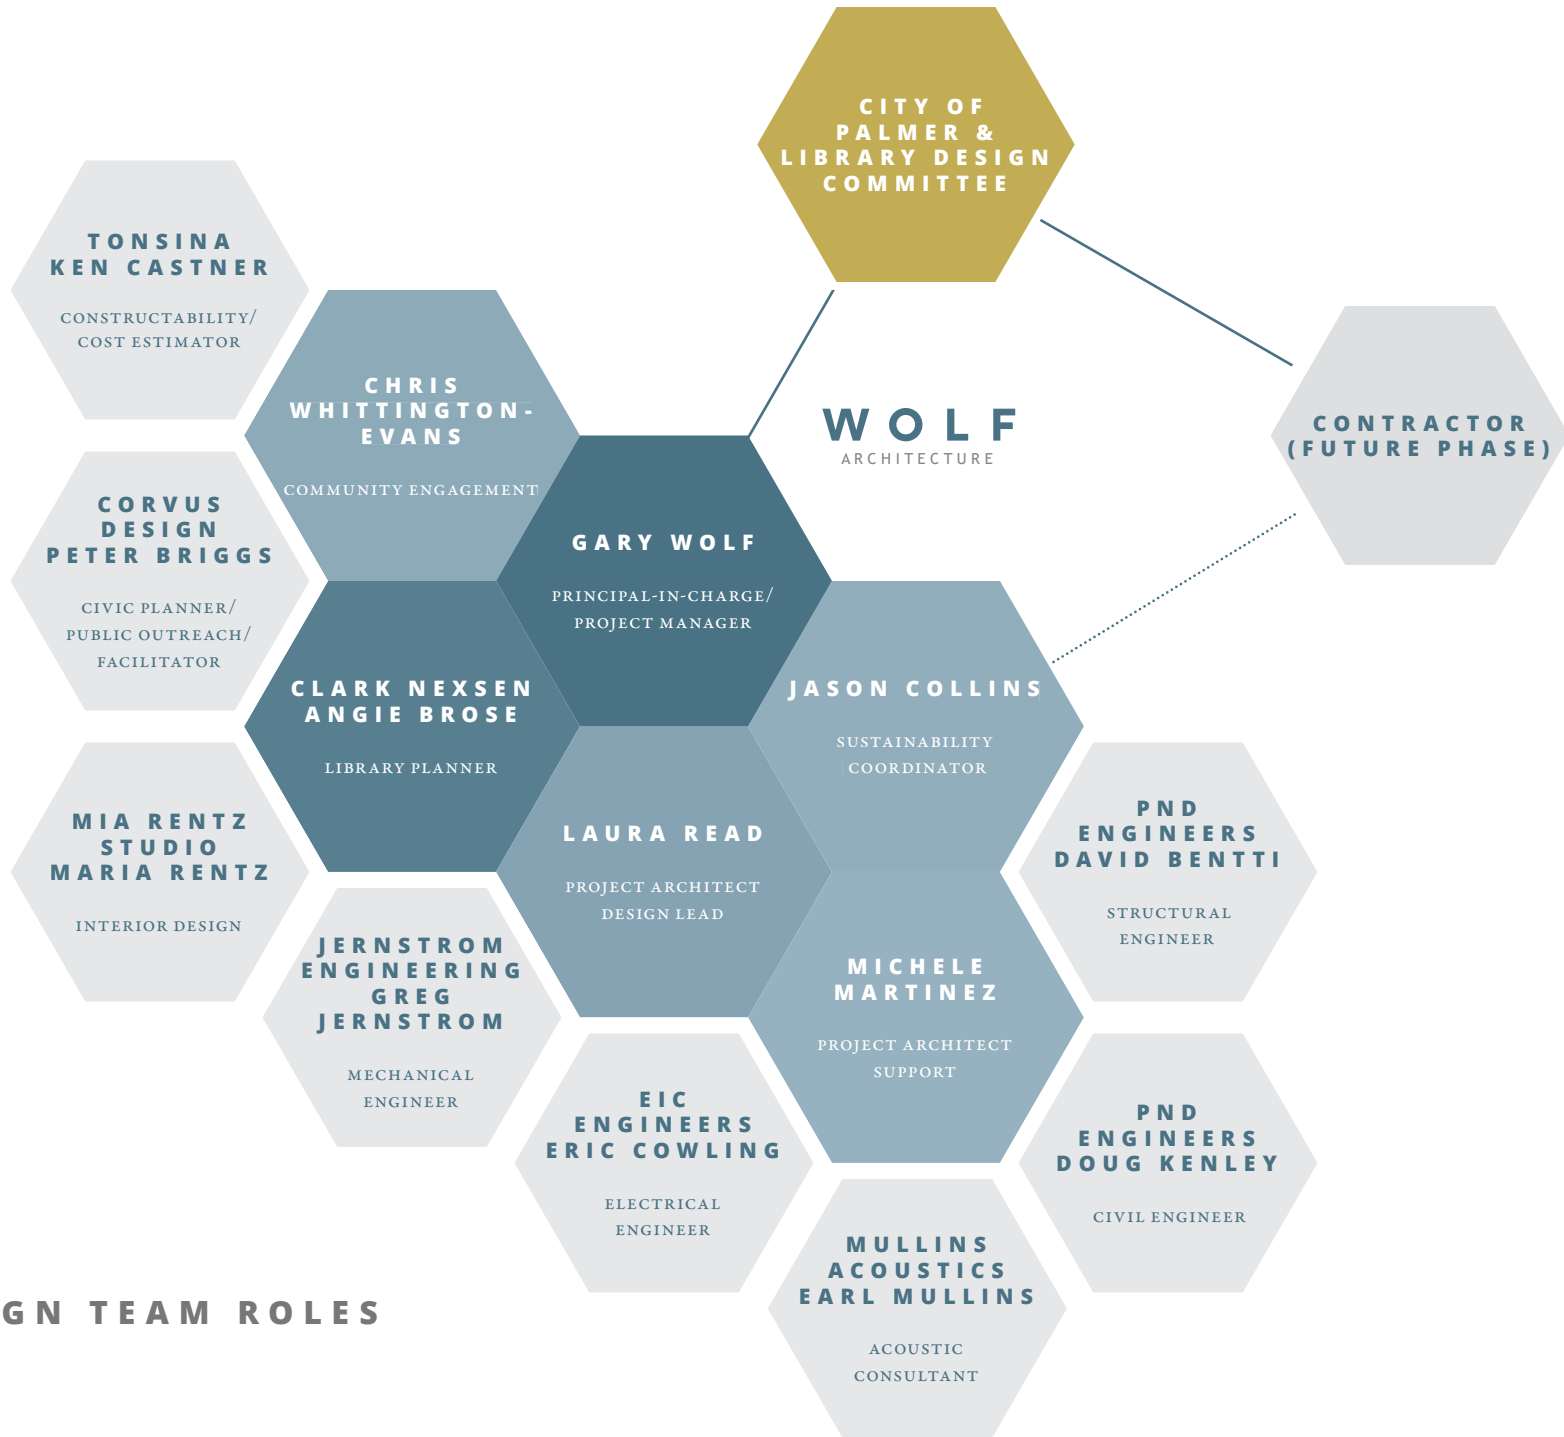 CITY OF
PALMER &
LIBRARY DESIGN
COMMITTEE
TONSINA
KEN CASTNER
CONSTRUCTABILITY/
COST ESTIMATOR
CHRIS
WHITTINGTON-
EVANS
COMMUNITY ENGAGEMENT
WOLF
ARCHITECTURE
CONTRACTOR
(FUTURE PHASE)
CORVUS
DESIGN
PETER BRIGGS
CIVIC PLANNER/
PUBLIC OUTREACH/
FACILITATOR
GARY WOLF
PRINCIPAL-IN-CHARGE/
PROJECT MANAGER
CLARK NEXSEN
ANGIE BROSE
LIBRARY PLANNER
JASON COLLINS
SUSTAINABILITY
COORDINATOR
MIA RENTZ
STUDIO
MARIA RENTZ
INTERIOR DESIGN
LAURA READ
PROJECT ARCHITECT
DESIGN LEAD
PND
ENGINEERS
DAVID BENTTI
STRUCTURAL
ENGINEER
JERNSTROM
ENGINEERING
GREG
JERNSTROM
MECHANICAL
ENGINEER
MICHELE
MARTINEZ
PROJECT ARCHITECT
SUPPORT
EIC
ENGINEERS
ERIC COWLING
ELECTRICAL
ENGINEER
PND
ENGINEERS
DOUG KENLEY
CIVIL ENGINEER
MULLINS
ACOUSTICS
EARL MULLINS
ACOUSTIC
CONSULTANT
GN TEAM ROLES